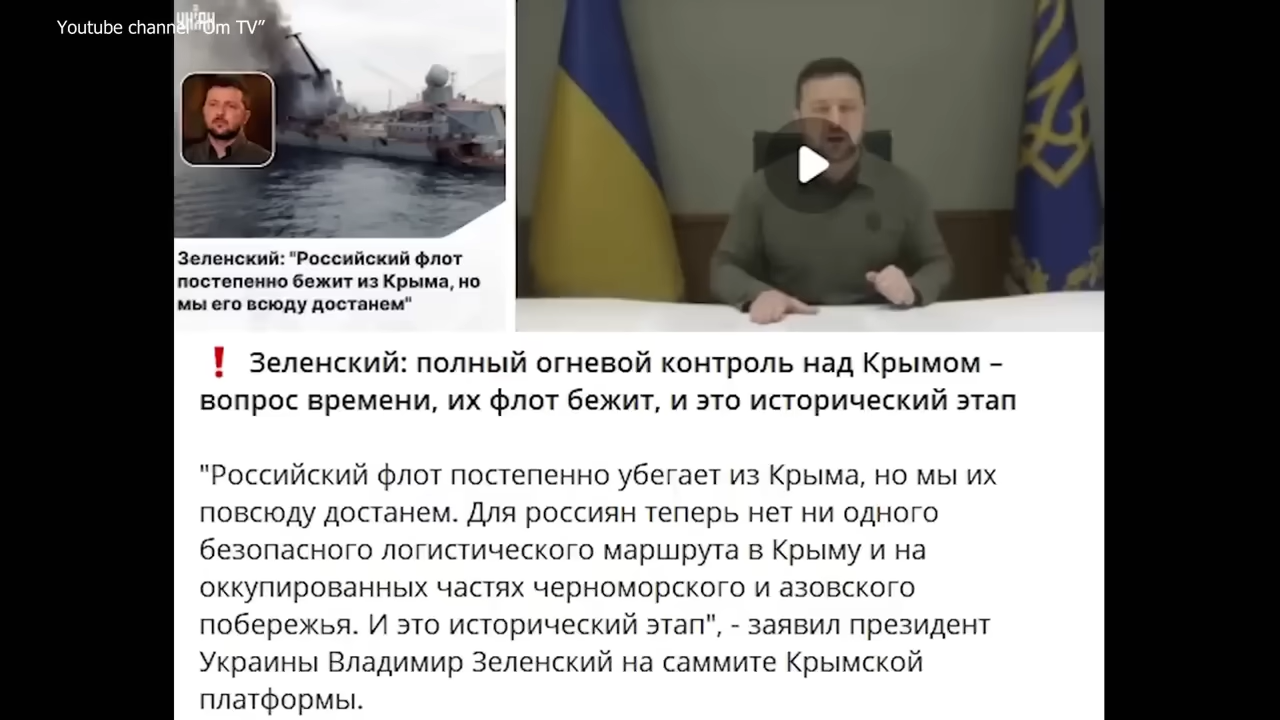 Youtube channel "Om TV"
УНІАН
Зеленский: "Российский флот
постепенно бежит из Крыма, но
мы его всюду достанем"
❗ Зеленский: полный огневой контроль над Крымом –
вопрос времени, их флот бежит, и это исторический этап
"Российский флот постепенно убегает из Крыма, но мы их
повсюду достанем. Для россиян теперь нет ни одного
безопасного логистического маршрута в Крыму и на
оккупированных частях черноморского и азовского
побережья. И это исторический этап", - заявил президент
Украины Владимир Зеленский на саммите Крымской
платформы.